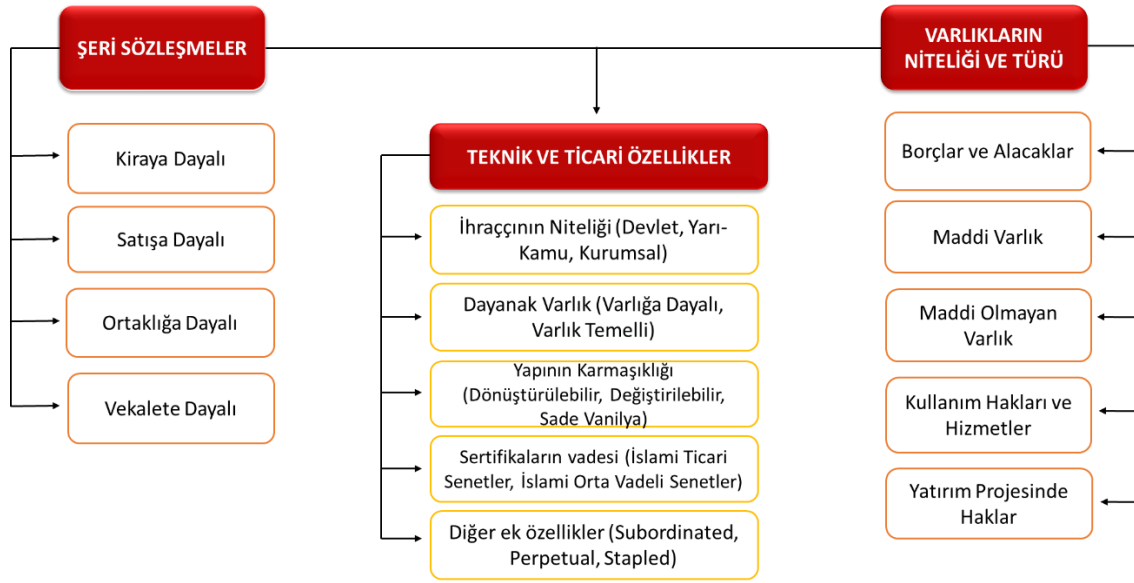 ŞERİ SÖZLEŞMELER
Kiraya Dayalı
Satışa Dayalı
Ortaklığa Dayalı
Vekalete Dayalı
TEKNİK VE TİCARİ ÖZELLİKLER
İhraççının Niteliği (Devlet, Yarı-
Kamu, Kurumsal)
Dayanak Varlık (Varlığa Dayalı,
Varlık Temelli)
Yapının Karmaşıklığı
(Dönüştürülebilir, Değiştirilebilir,
Sade Vanilya)
Sertifikaların vadesi (İslami Ticari
Senetler, İslami Orta Vadeli Senetler)
Diğer ek özellikler (Subordinated,
Perpetual, Stapled)
VARLIKLARIN
NİTELİĞİ VE TÜRÜ
Borçlar ve Alacaklar
Maddi Varlık
Maddi Olmayan
Varlık
Kullanım Hakları ve
Hizmetler
Yatırım Projesinde
Haklar